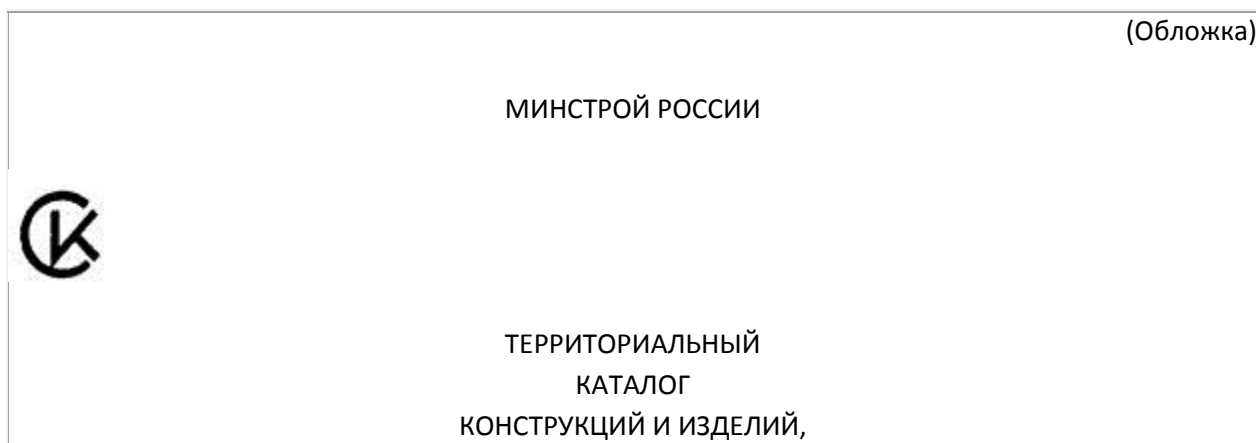 (Обложка)
МИНСТРОЙ РОССИИ
ТЕРРИТОРИАЛЬНЫЙ
КАТАЛОГ
КОНСТРУКЦИЙ И ИЗДЕЛИЙ,